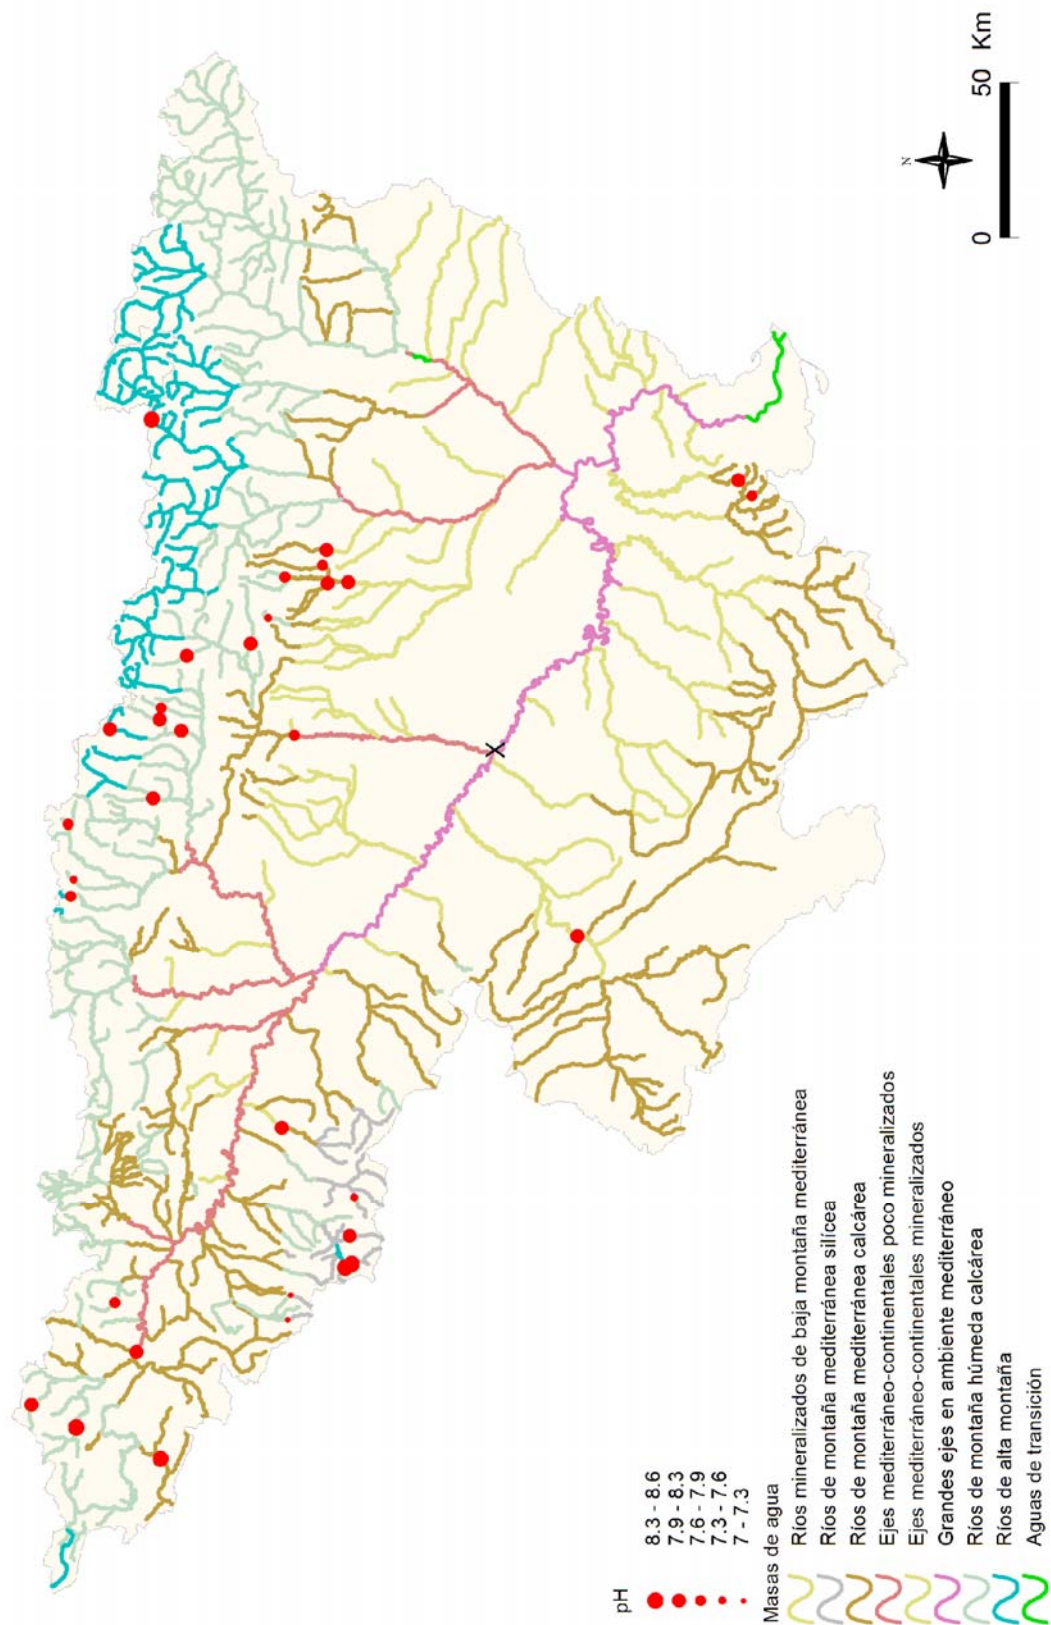 N
0
50
Km
pH
8.3 - 8.6
7.9 - 8.3
7.6 - 7.9
7.3 - 7.6
7 - 7.3
Masas de agua
Ríos mineralizados de baja montaña mediterránea
Ríos de montaña mediterránea silícea
Ríos de montaña mediterránea calcárea
Ejes mediterráneo-continentales poco mineralizados
Ejes mediterráneo-continentales mineralizados
Grandes ejes en ambiente mediterráneo
Ríos de montaña húmeda calcárea
Ríos de alta montaña
Aguas de transición